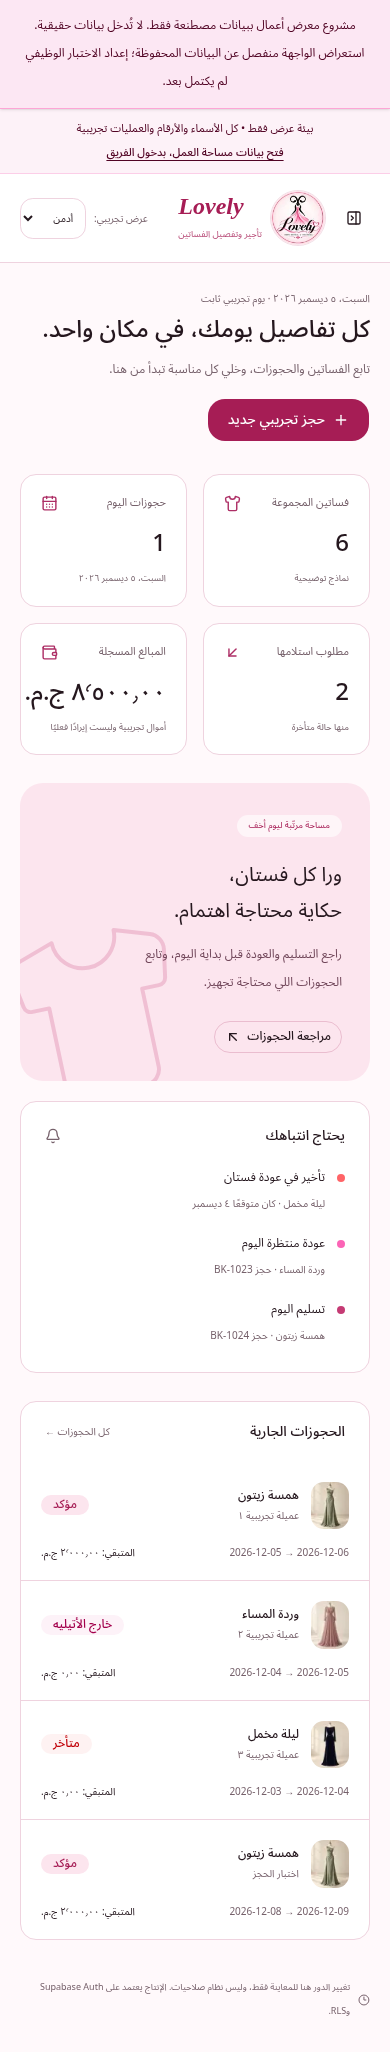 مشروع معرض أعمال ببيانات مصطنعة فقط. لا تُدخل بيانات حقيقية.
استعراض الواجهة منفصل عن البيانات المحفوظة؛ إعداد الاختبار الوظيفي
لم يكتمل بعد.
بيئة عرض فقط • كل الأسماء والأرقام والعمليات تجريبية
فتح بيانات مساحة العمل، بدخول الفريق
Lovely
Lovely
تأجير وتفصيل الفساتين
عرض تجريبي:
أدمن
السبت، ٥ ديسمبر ٢٠٢٦ · يوم تجريبي ثابت
كل تفاصيل يومك، في مكان واحد.
تابع الفساتين والحجوزات، وخلي كل مناسبة تبدأ من هنا.
حجز تجريبي جديد
فساتين المجموعة
6
نماذج توضيحية
حجوزات اليوم
1
السبت، ٥ ديسمبر ٢٠٢٦
مطلوب استلامها
2
منها حالة متأخرة
المبالغ المسجلة
٨٬٥٠٠٫٠٠ ج.م.
أموال تجريبية وليست إيرادًا فعليًا
مساحة مرتّبة ليوم أخف
ورا كل فستان،
حكاية محتاجة اهتمام.
راجع التسليم والعودة قبل بداية اليوم، وتابع
الحجوزات اللي محتاجة تجهيز.
مراجعة الحجوزات
يحتاج انتباهك
تأخير في عودة فستان
ليلة مخمل · كان متوقعًا ٤ ديسمبر
عودة منتظرة اليوم
وردة المساء · حجز BK-1023
تسليم اليوم
همسة زيتون · حجز BK-1024
الحجوزات الجارية
كل الحجوزات ←
همسة زيتون
عميلة تجريبية ١
مؤكد
2026-12-05 → 2026-12-06
المتبقي: ٢٬٠٠٠٫٠٠ ج.م.
وردة المساء
عميلة تجريبية ٢
خارج الأتيليه
2026-12-04 → 2026-12-05
المتبقي: ٠٫٠٠ ج.م.
ليلة مخمل
عميلة تجريبية ٣
متأخر
2026-12-03 → 2026-12-04
المتبقي: ٠٫٠٠ ج.م.
همسة زيتون
اختبار الحجز
مؤكد
2026-12-08 → 2026-12-09
المتبقي: ٢٬٠٠٠٫٠٠ ج.م.
تغيير الدور هنا للمعاينة فقط، وليس نظام صلاحيات. الإنتاج يعتمد على Supabase Auth
وRLS.